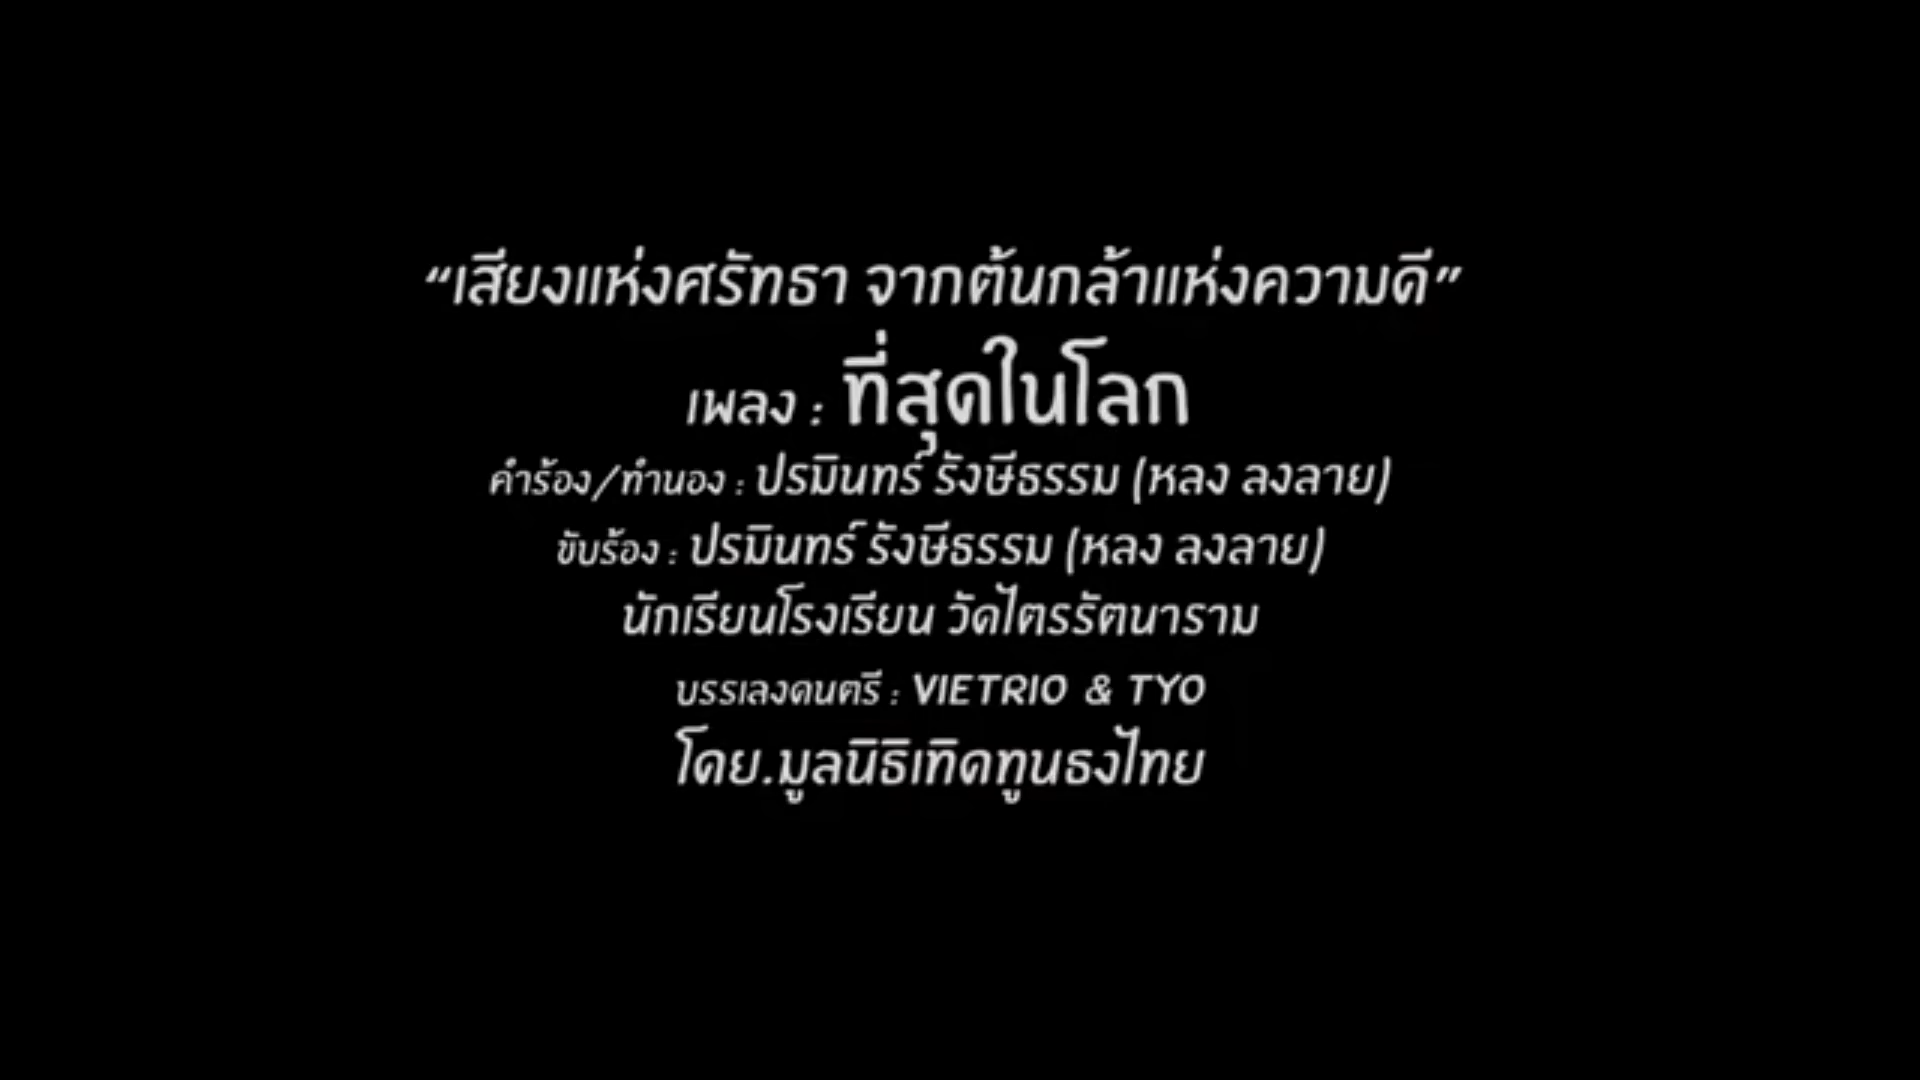 “เสียงแห่งศรัทธา จากต้นกล้าแห่งความดี”
เพลง : ที่สุดในโลก
คำร้อง/ทำนอง : ปรมินทร์ รังษีธรรม (หลง ลงลาย)
ขับร้อง : ปรมินทร์ รังษีธรรม (หลง ลงลาย)
นักเรียนโรงเรียน วัดไตรรัตนาราม
บรรเลงดนตรี : VIETRIO & TYO
โดย.มูลนิธิเทิดทูนธงไทย